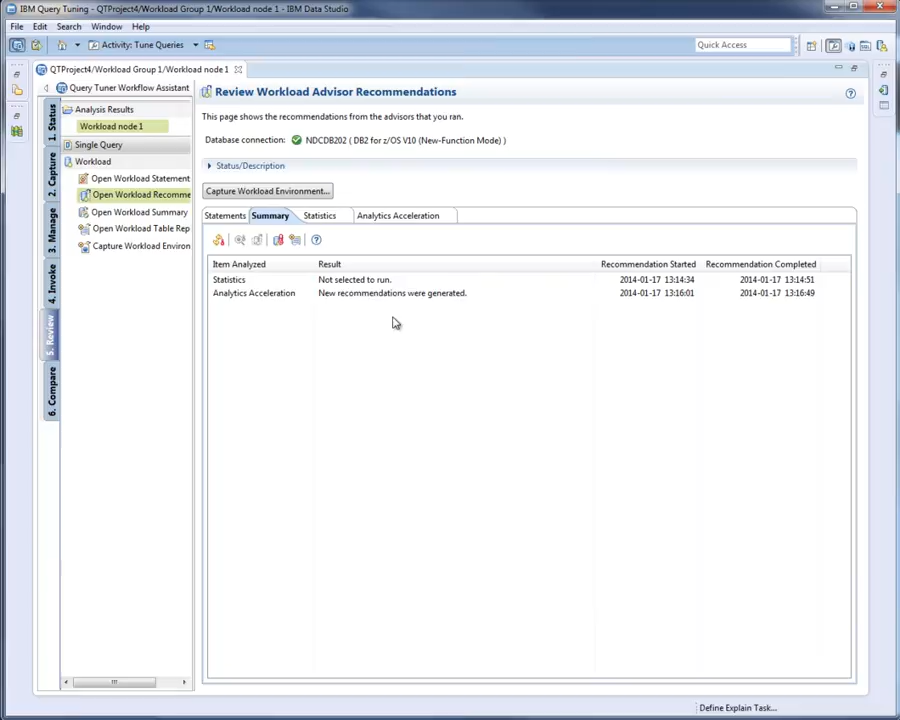 IBM Query Tuning - QTProject4/Workload Group 1/Workload node 1 - IBM Data Studio
File Edit Search Window Help
Activity: Tune Queries
Quick Access
QTProject4/Workload Group 1/Workload node 1
Query Tuner Workflow Assistant
1. Status
2. Capture
3. Manage
4. Invoke
5. Review
6. Compare
Analysis Results
Workload node 1
Single Query
Workload
Open Workload Statement
Open Workload Recomme
Open Workload Summary
Open Workload Table Rep
Capture Workload Environ
Review Workload Advisor Recommendations
This page shows the recommendations from the advisors that you ran.
Database connection: NDCDB202 ( DB2 for z/OS V10 (New-Function Mode) )
Status/Description
Capture Workload Environment...
Statements Summary Statistics Analytics Acceleration
Item Analyzed Result Recommendation Started Recommendation Completed
Statistics Not selected to run. 2014-01-17 13:14:34 2014-01-17 13:14:51
Analytics Acceleration New recommendations were generated. 2014-01-17 13:16:01 2014-01-17 13:16:49
Define Explain Task...